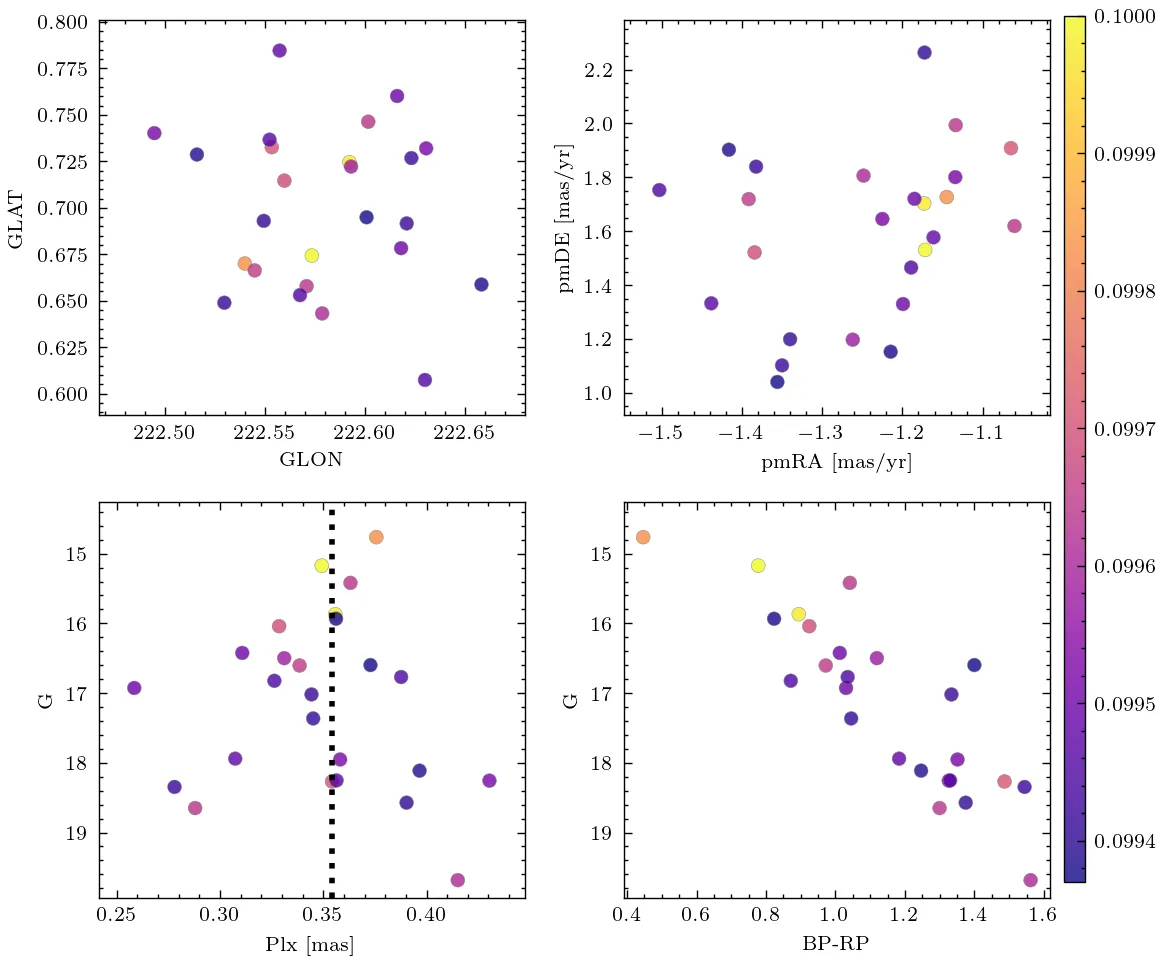 0.800
0.775
0.750
0.725
0.700
0.675
0.650
0.625
0.600
GLAT
222.50 222.55 222.60 222.65
GLON
2.2
2.0
1.8
1.6
1.4
1.2
1.0
pmDE [mas/yr]
−1.5 −1.4 −1.3 −1.2 −1.1
pmRA [mas/yr]
15
16
17
18
19
G
0.25 0.30 0.35 0.40
Plx [mas]
15
16
17
18
19
G
0.4 0.6 0.8 1.0 1.2 1.4 1.6
BP-RP
0.1000
0.0999
0.0998
0.0997
0.0996
0.0995
0.0994